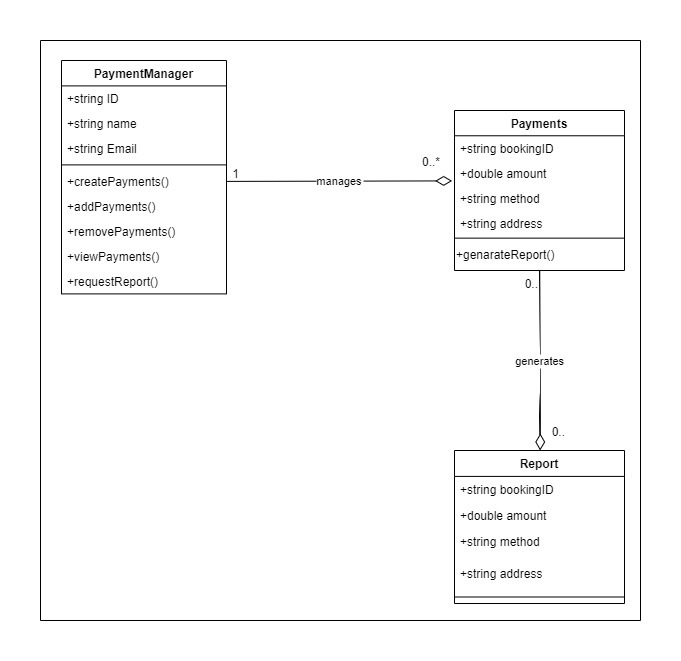 PaymentManager
+string ID
+string name
+string Email
+createPayments()
+addPayments()
+removePayments()
+viewPayments()
+requestReport()
1
manages
0..*
Payments
+string bookingID
+double amount
+string method
+string address
+genarateReport()
0..
generates
0..
Report
+string bookingID
+double amount
+string method
+string address